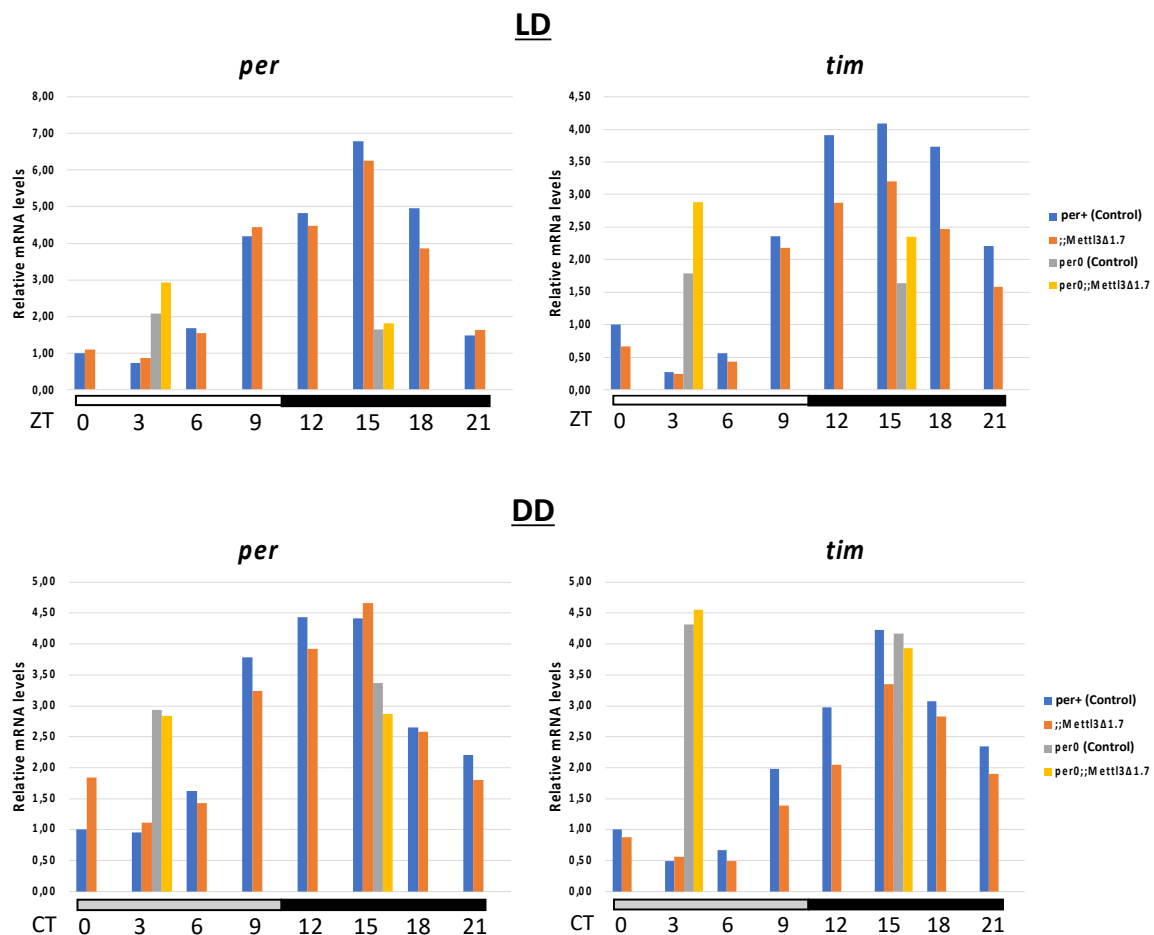 LD
per
Relative mRNA levels
8,00
7,00
6,00
5,00
4,00
3,00
2,00
1,00
0,00
ZT 0 3 6 9 12 15 18 21
tim
Relative mRNa levels
4,50
4,00
3,50
3,00
2,50
2,00
1,50
1,00
0,50
0,00
ZT 0 3 6 9 12 15 18 21
per+ (Control)
;;Mettl3Δ1.7
per0 (Control)
per0;;Mettl3Δ1.7
DD
per
Relative mRNA levels
5,00
4,50
4,00
3,50
3,00
2,50
2,00
1,50
1,00
0,50
0,00
CT 0 3 6 9 12 15 18 21
tim
Relative mRNA levels
5,00
4,50
4,00
3,50
3,00
2,50
2,00
1,50
1,00
0,50
0,00
CT 0 3 6 9 12 15 18 21
per+ (Control)
;;Mettl3Δ1.7
per0 (Control)
per0;;Mettl3Δ1.7